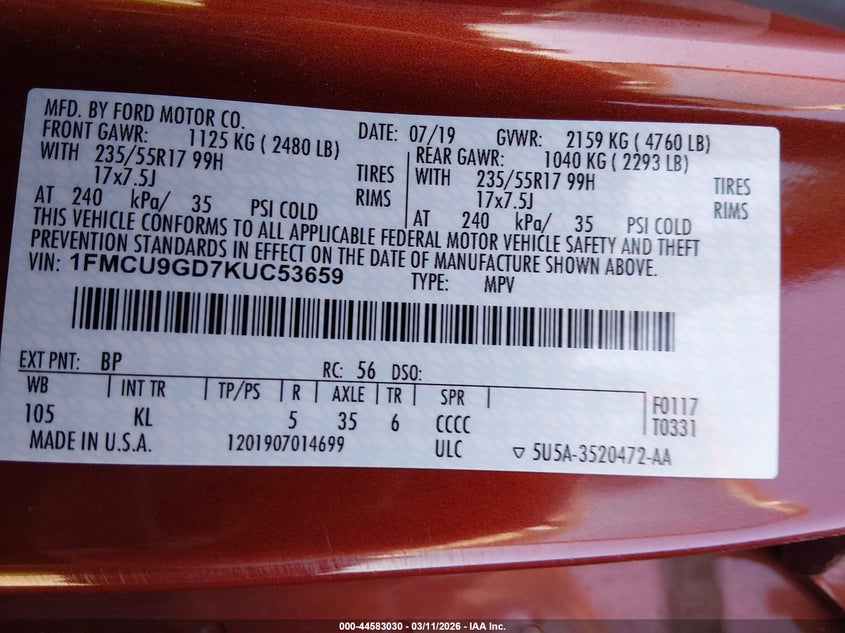 MFD. BY FORD MOTOR CO. DATE: 07/19 GVWR: 2159 KG ( 4760 LB)
FRONT GAWR: 1125 KG ( 2480 LB) REAR GAWR: 1040 KG ( 2293 LB)
WITH 235/55R17 99H TIRES WITH 235/55R17 99H TIRES
17x7.5J RIMS 17x7.5J RIMS
AT 240 kPa/ 35 PSI COLD AT 240 kPa/ 35 PSI COLD
THIS VEHICLE CONFORMS TO ALL APPLICABLE FEDERAL MOTOR VEHICLE SAFETY AND THEFT
PREVENTION STANDARDS IN EFFECT ON THE DATE OF MANUFACTURE SHOWN ABOVE.
VIN: 1FMCU9GD7KUC53659 TYPE: MPV
EXT PNT: BP RC: 56 DSO:
WB INT TR TP/PS R AXLE TR SPR F0117
105 KL 5 35 6 CCCC T0331
MADE IN U.S.A. 1201907014699 ULC ▽ 5U5A-3520472-AA
000-44583030 - 03/11/2026 - IAA Inc.